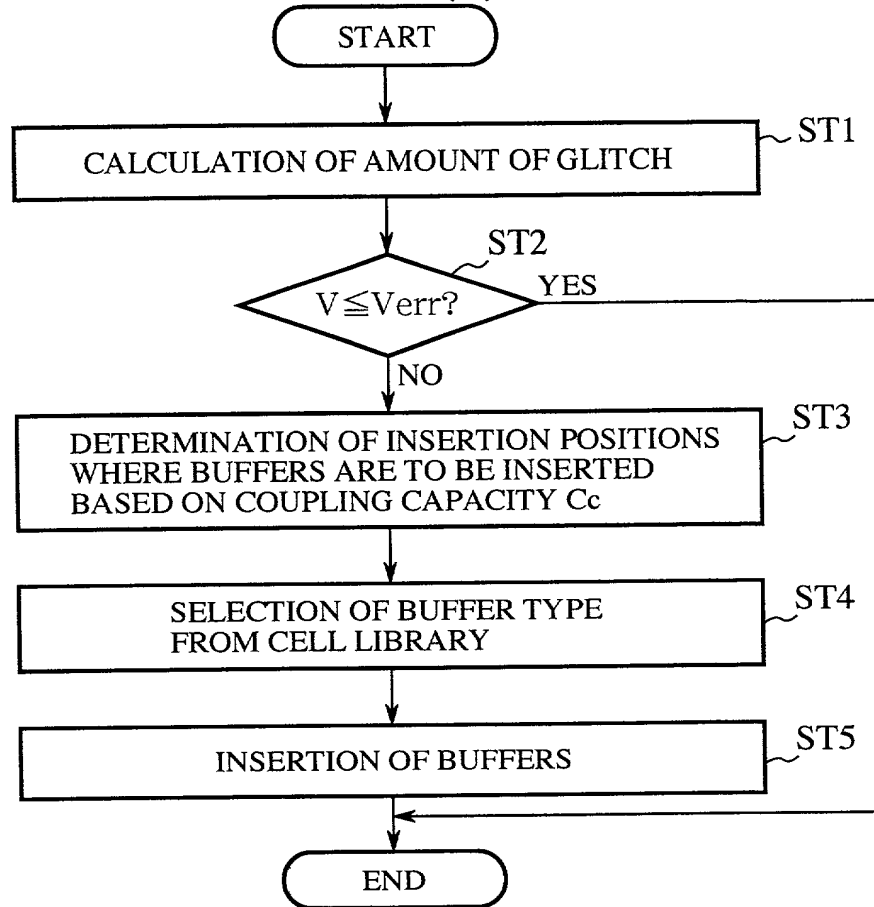 START
ST1
CALCULATION OF AMOUNT OF GLITCH
ST2
V≦Verr?
YES
NO
ST3
DETERMINATION OF INSERTION POSITIONS
WHERE BUFFERS ARE TO BE INSERTED
BASED ON COUPLING CAPACITY Cc
ST4
SELECTION OF BUFFER TYPE
FROM CELL LIBRARY
ST5
INSERTION OF BUFFERS
END